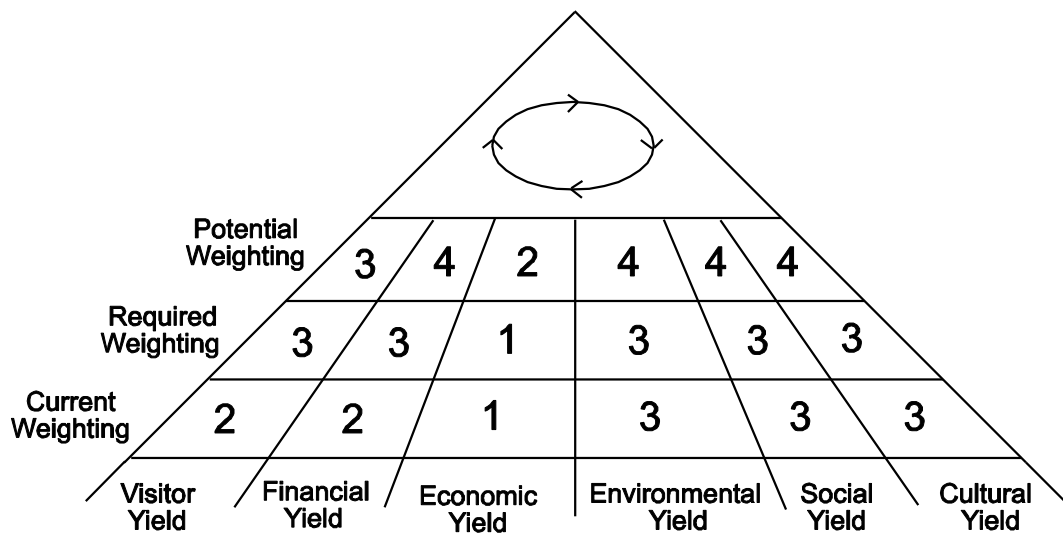 Potential
Weighting
3 4 2 4 4 4
Required
Weighting
3 3 1 3 3 3
Current
Weighting
2 2 1 3 3 3
Visitor
Yield
Financial
Yield
Economic
Yield
Environmental
Yield
Social
Yield
Cultural
Yield